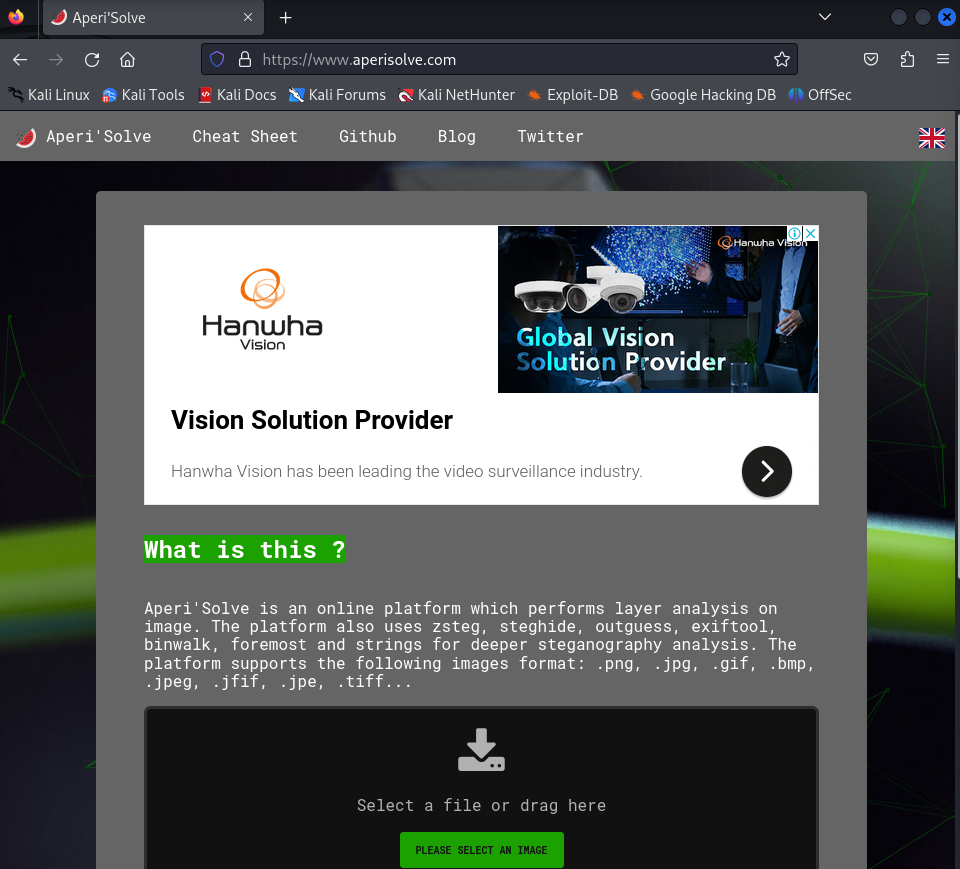 Aperi'Solve
https://www.aperisolve.com
Kali Linux Kali Tools Kali Docs Kali Forums Kali NetHunter Exploit-DB Google Hacking DB OffSec
Aperi'Solve Cheat Sheet Github Blog Twitter
Hanwha
Vision
Hanwha Vision
Global Vision
Solution Provider
Vision Solution Provider
Hanwha Vision has been leading the video surveillance industry.
What is this ?
Aperi'Solve is an online platform which performs layer analysis on
image. The platform also uses zsteg, steghide, outguess, exiftool,
binwalk, foremost and strings for deeper steganography analysis. The
platform supports the following images format: .png, .jpg, .gif, .bmp,
.jpeg, .jfif, .jpe, .tiff...
Select a file or drag here
PLEASE SELECT AN IMAGE